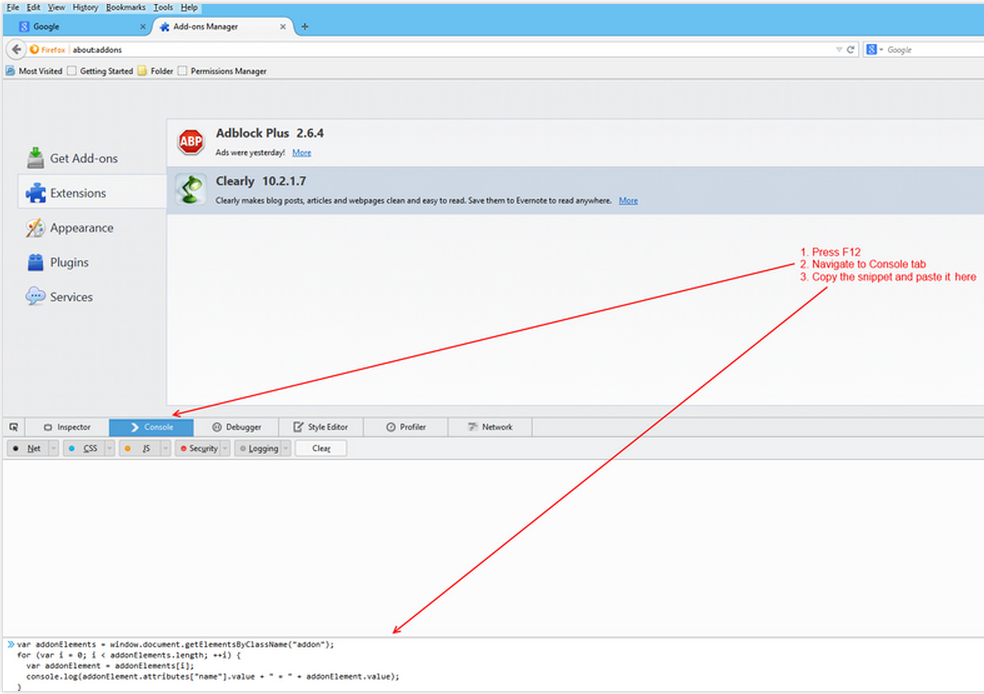 File Edit View History Bookmarks Tools Help
Google × Add-ons Manager × +
Firefox about:addons Google
Most Visited Getting Started Folder Permissions Manager
Get Add-ons
Extensions
Appearance
Plugins
Services
ABP
Adblock Plus 2.6.4
Ads were yesterday! More
Clearly 10.2.1.7
Clearly makes blog posts, articles and webpages clean and easy to read. Save them to Evernote to read anywhere. More
1. Press F12
2. Navigate to Console tab
3. Copy the snippet and paste it here
Inspector Console Debugger Style Editor Profiler Network
Net CSS JS Security Logging Clear
var addonElements = window.document.getElementsByClassName("addon");
for (var i = 0; i < addonElements.length; ++i) {
var addonElement = addonElements[i];
console.log(addonElement.attributes["name"].value + " = " + addonElement.value);
}